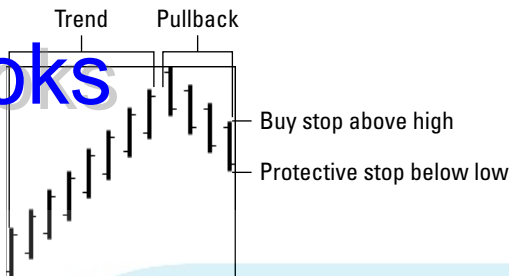 Trend Pullback
oks
Buy stop above high
Protective stop below low